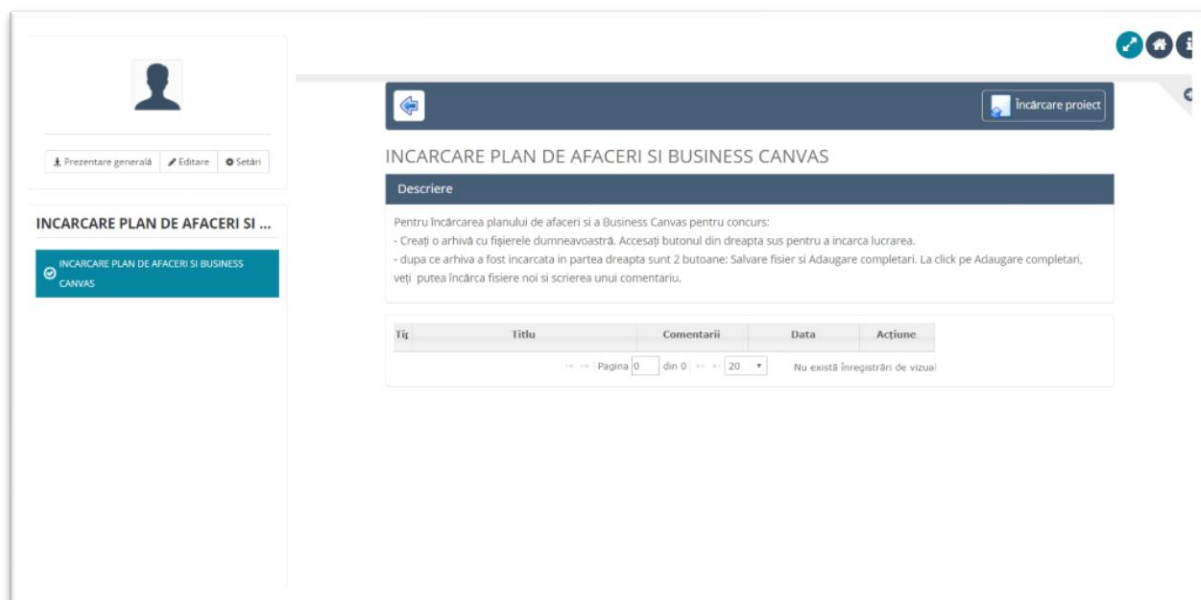 Încărcare proiect
Prezentare generală Editare Setări
INCARCARE PLAN DE AFACERI SI ...
INCARCARE PLAN DE AFACERI SI BUSINESS
CANVAS
INCARCARE PLAN DE AFACERI SI BUSINESS CANVAS
Descriere
Pentru încărcarea planului de afaceri si a Business Canvas pentru concurs:
- Creați o arhivă cu fișierele dumneavoastră. Accesați butonul din dreapta sus pentru a incarca lucrarea.
- dupa ce arhiva a fost incarcata in partea dreapta sunt 2 butoane: Salvare fisier si Adaugare completari. La click pe Adaugare completari,
veți putea încărca fisiere noi si scrierea unui comentariu.
Titlu Comentarii Data Acțiune
Pagina 0 din 0 20 Nu există înregistrări de vizual